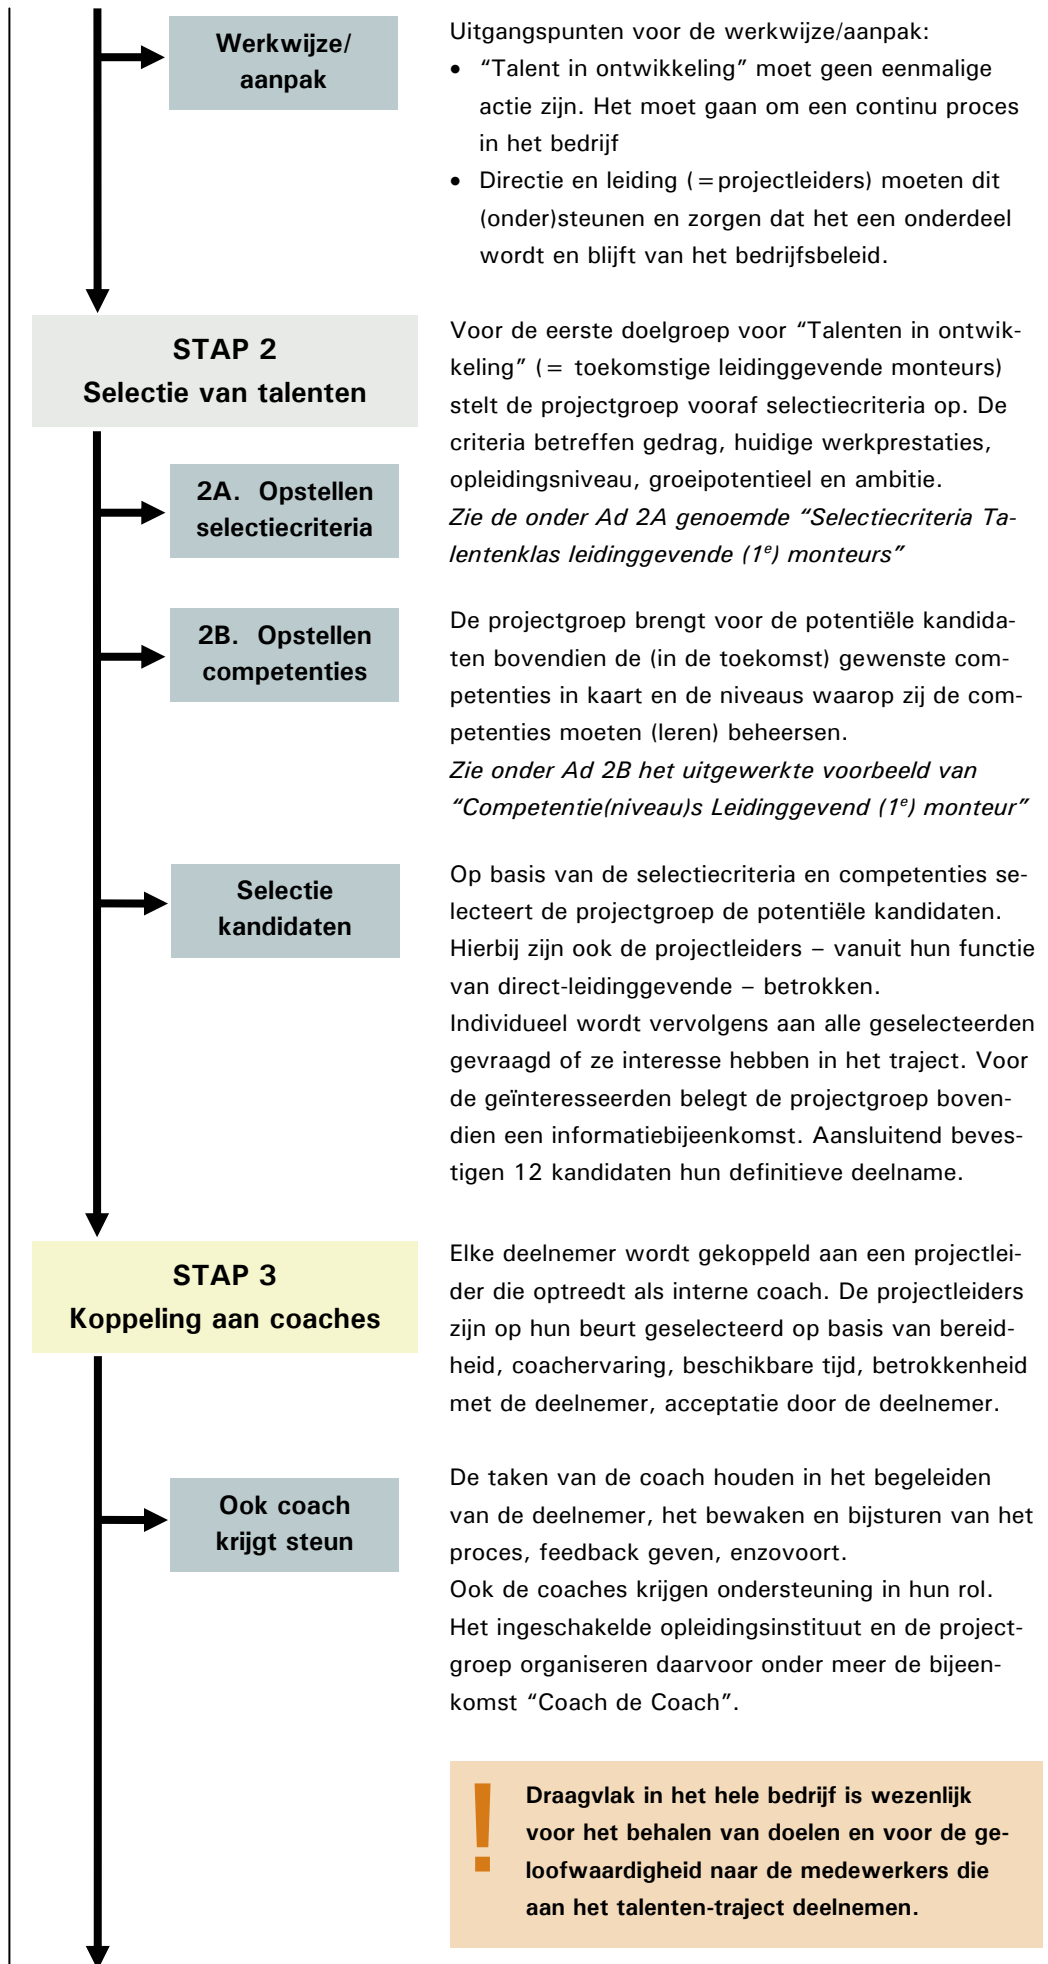 Werkwijze/
aanpak
Uitgangspunten voor de werkwijze/aanpak:
• “Talent in ontwikkeling” moet geen eenmalige
actie zijn. Het moet gaan om een continu proces
in het bedrijf
• Directie en leiding (=projectleiders) moeten dit
(onder)steunen en zorgen dat het een onderdeel
wordt en blijft van het bedrijfsbeleid.
STAP 2
Selectie van talenten
Voor de eerste doelgroep voor “Talenten in ontwik-
keling” (= toekomstige leidinggevende monteurs)
stelt de projectgroep vooraf selectiecriteria op. De
criteria betreffen gedrag, huidige werkprestaties,
opleidingsniveau, groeipotentieel en ambitie.
Zie de onder Ad 2A genoemde “Selectiecriteria Ta-
lentenklas leidinggevende (1e) monteurs”
2A. Opstellen
selectiecriteria
2B. Opstellen
competenties
De projectgroep brengt voor de potentiële kandida-
ten bovendien de (in de toekomst) gewenste com-
petenties in kaart en de niveaus waarop zij de com-
petenties moeten (leren) beheersen.
Zie onder Ad 2B het uitgewerkte voorbeeld van
“Competentie(niveau)s Leidinggevend (1e) monteur”
Selectie
kandidaten
Op basis van de selectiecriteria en competenties se-
lecteert de projectgroep de potentiële kandidaten.
Hierbij zijn ook de projectleiders – vanuit hun functie
van direct-leidinggevende – betrokken.
Individueel wordt vervolgens aan alle geselecteerden
gevraagd of ze interesse hebben in het traject. Voor
de geïnteresseerden belegt de projectgroep boven-
dien een informatiebijeenkomst. Aansluitend beves-
tigen 12 kandidaten hun definitieve deelname.
STAP 3
Koppeling aan coaches
Elke deelnemer wordt gekoppeld aan een projectlei-
der die optreedt als interne coach. De projectleiders
zijn op hun beurt geselecteerd op basis van bereid-
heid, coachervaring, beschikbare tijd, betrokkenheid
met de deelnemer, acceptatie door de deelnemer.
Ook coach
krijgt steun
De taken van de coach houden in het begeleiden
van de deelnemer, het bewaken en bijsturen van het
proces, feedback geven, enzovoort.
Ook de coaches krijgen ondersteuning in hun rol.
Het ingeschakelde opleidingsinstituut en de project-
groep organiseren daarvoor onder meer de bijeen-
komst “Coach de Coach”.
!
Draagvlak in het hele bedrijf is wezenlijk
voor het behalen van doelen en voor de ge-
loofwaardigheid naar de medewerkers die
aan het talenten-traject deelnemen.